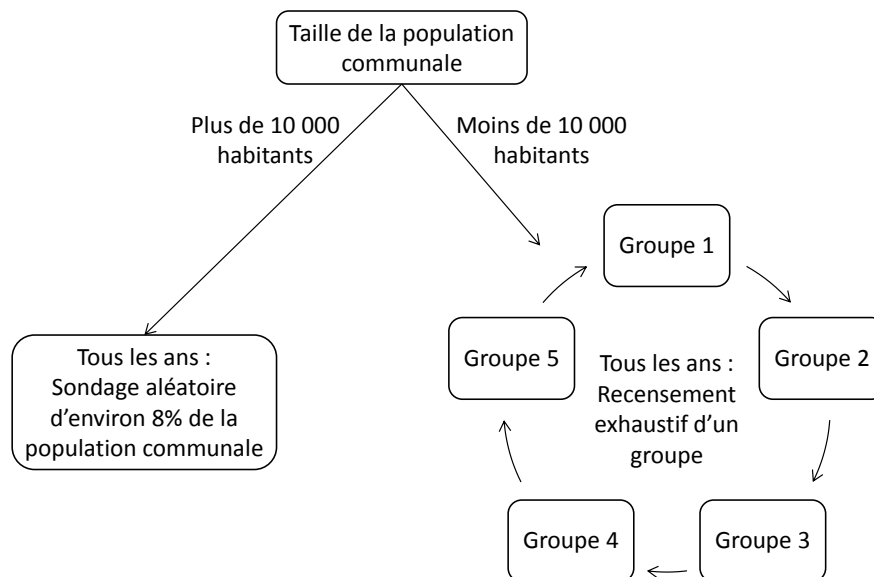 Taille de la population
communale
Plus de 10 000
habitants
Moins de 10 000
habitants
Groupe 1
Groupe 5
Groupe 2
Tous les ans :
Recensement
exhaustif d’un
groupe
Tous les ans :
Sondage aléatoire
d’environ 8% de la
population communale
Groupe 4
Groupe 3